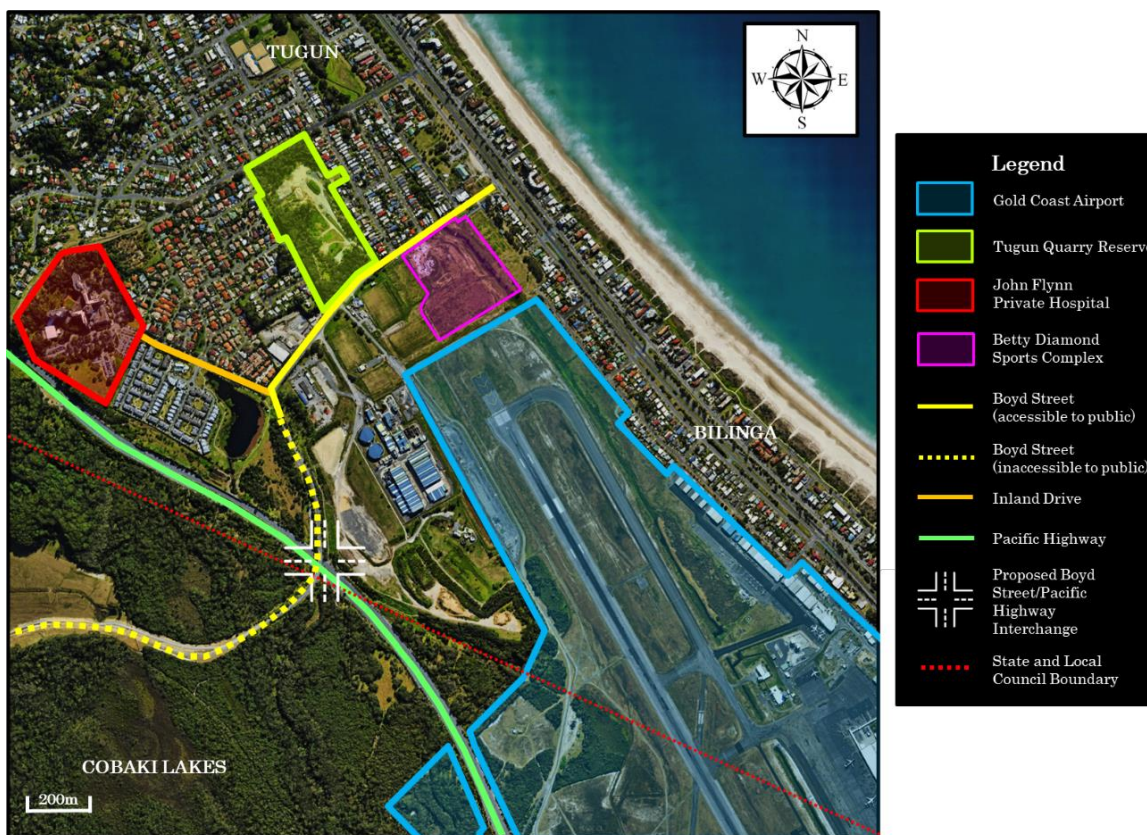 TUGUN
N
W E
S
BILINGA
COBAKI LAKES
200m
Legend
Gold Coast Airport
Tugun Quarry Reserve
John Flynn
Private Hospital
Betty Diamond
Sports Complex
Boyd Street
(accessible to public)
Boyd Street
(inaccessible to public)
Inland Drive
Pacific Highway
Proposed Boyd
Street/Pacific
Highway
Interchange
State and Local
Council Boundary